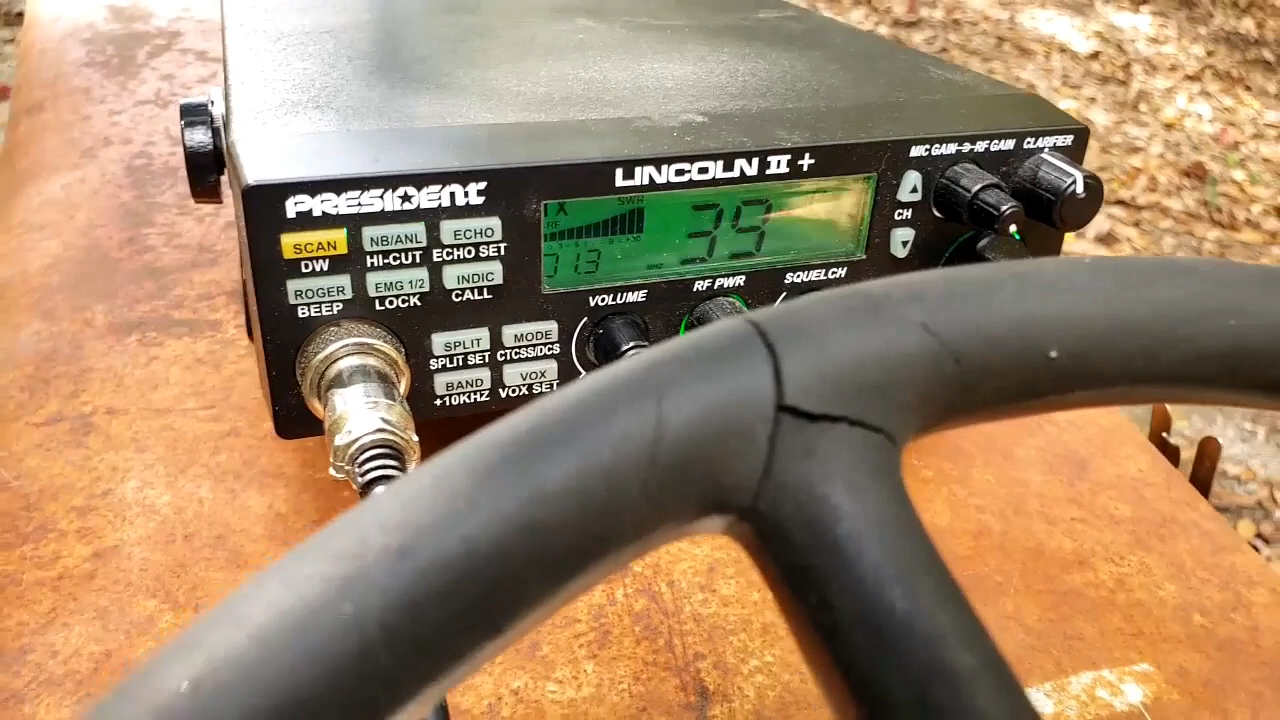 LINCOLN II +
MIC GAIN RF GAIN CLARIFIER
PRESIDENT
SCAN
DW
NB/ANL
HI-CUT
ECHO
ECHO SET
ROGER
BEEP
EMG 1/2
LOCK
INDIC
CALL
SPLIT
SPLIT SET
MODE
CTCSS/DCS
BAND
+10KHZ
VOX
VOX SET
TX
SWR
RF
39
MHZ
CH
VOLUME
RF PWR
SQUELCH